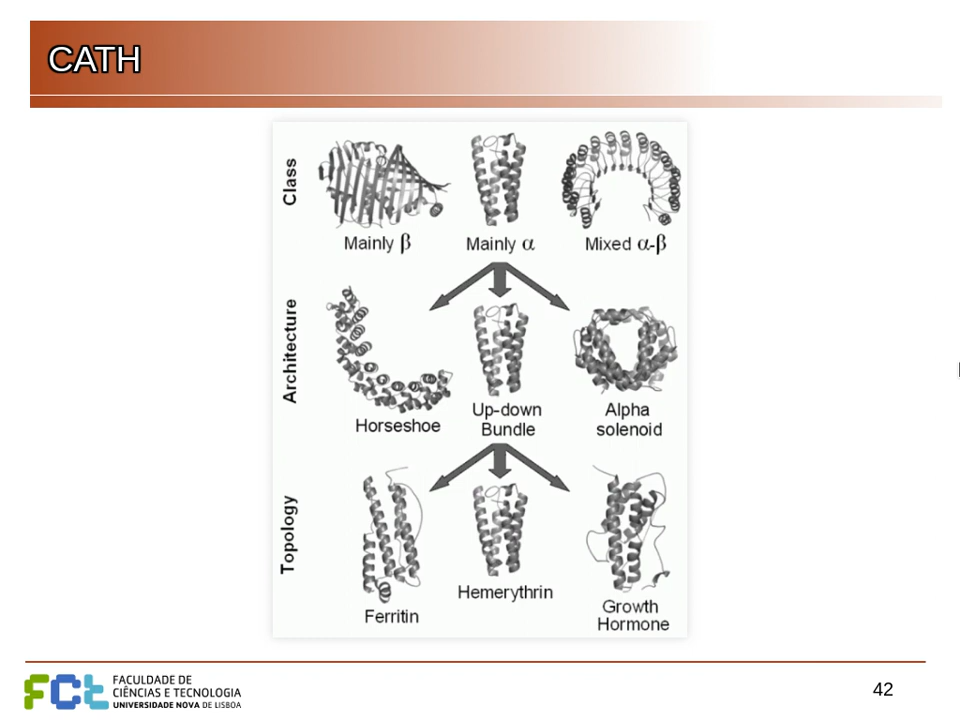 CATH
Class
Mainly β
Mainly α
Mixed α-β
Architecture
Horseshoe
Up-down
Bundle
Alpha
solenoid
Topology
Ferritin
Hemerythrin
Growth
Hormone
FCt
FACULDADE DE
CIÊNCIAS E TECNOLOGIA
UNIVERSIDADE NOVA DE LISBOA
42